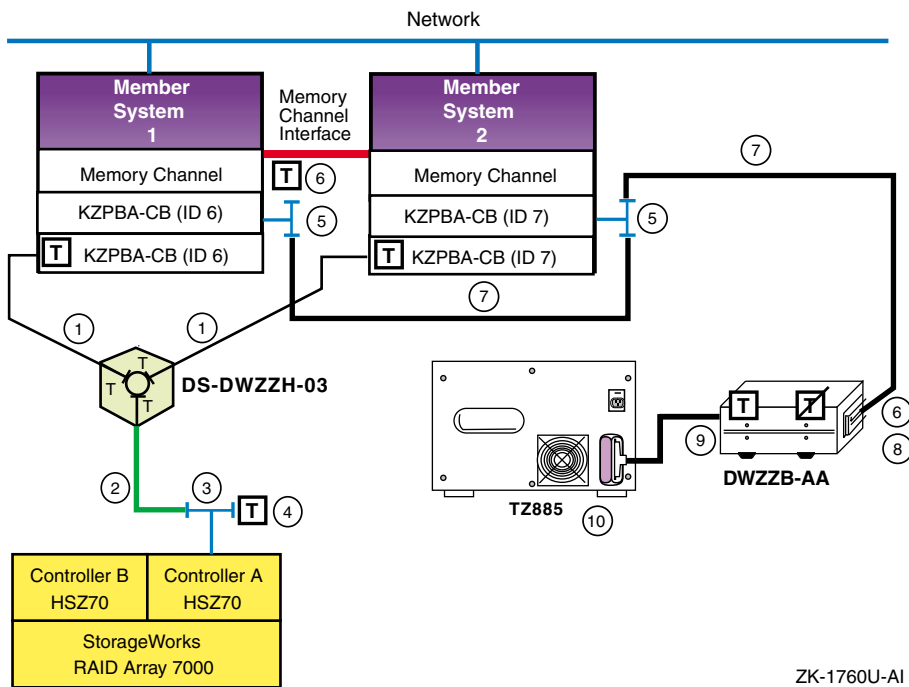 Network
Member
System
1
Memory
Channel
Interface
Member
System
2
7
Memory Channel
T
6
Memory Channel
KZPBA-CB (ID 6)
5
KZPBA-CB (ID 7)
5
T
KZPBA-CB (ID 6)
T
KZPBA-CB (ID 7)
7
1
1
T
T
T
DS-DWZZH-03
T
T
6
9
8
DWZZB-AA
2
3
T
4
TZ885
10
Controller B
HSZ70
Controller A
HSZ70
StorageWorks
RAID Array 7000
ZK-1760U-AI